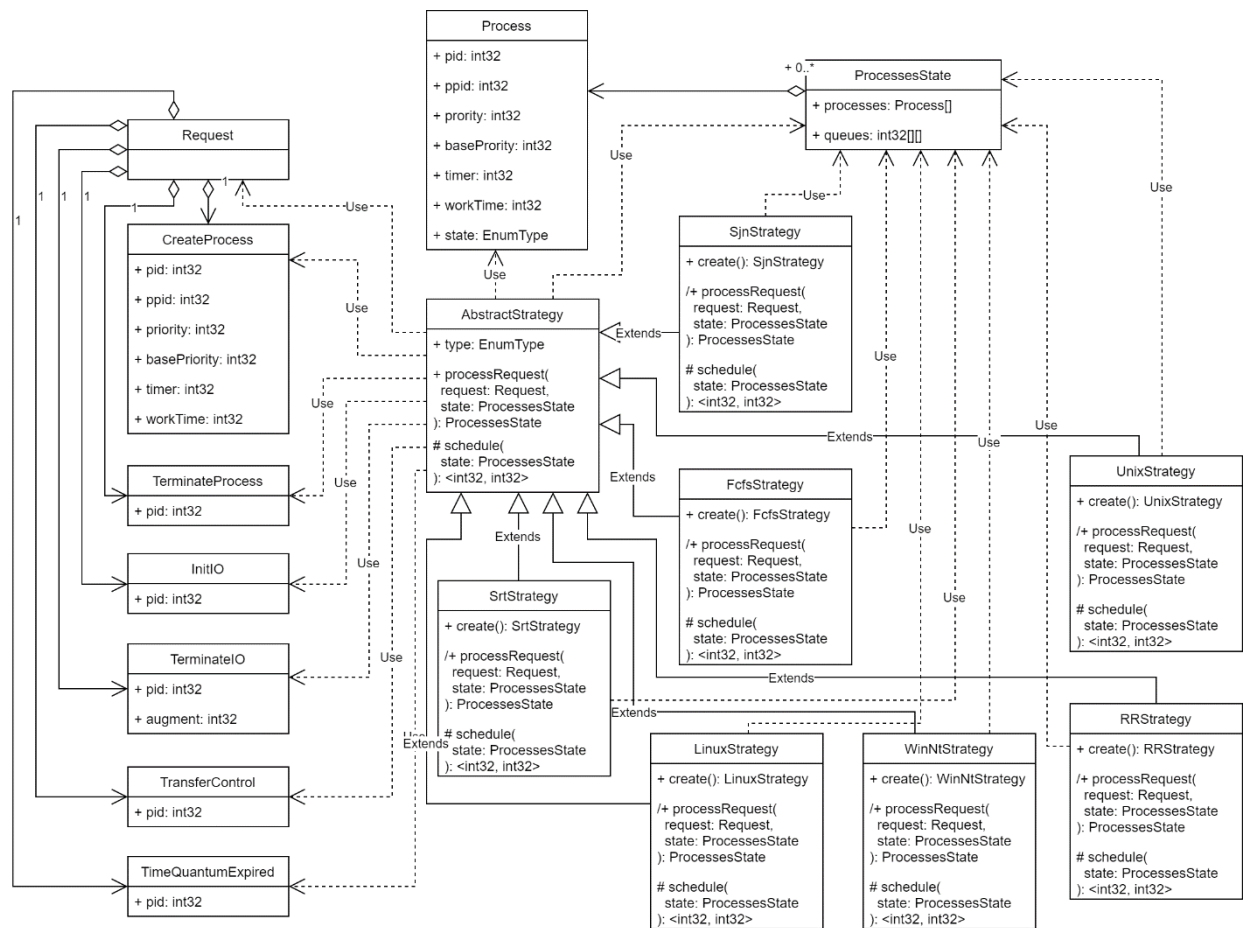 Process
+ pid: int32
+ ppid: int32
+ prority: int32
+ basePrority: int32
+ timer: int32
+ workTime: int32
+ state: EnumType
+ 0..*
ProcessesState
+ processes: Process[]
+ queues: int32[][]
Request
1
1
1
1
1
Use
Use
Use
Use
CreateProcess
+ pid: int32
+ ppid: int32
+ priority: int32
+ basePriority: int32
+ timer: int32
+ workTime: int32
Use
AbstractStrategy
+ type: EnumType
+ processRequest(
request: Request,
state: ProcessesState
): ProcessesState
# schedule(
state: ProcessesState
): <int32, int32>
Use
SjnStrategy
+ create(): SjnStrategy
/+ processRequest(
request: Request,
state: ProcessesState
): ProcessesState
# schedule(
state: ProcessesState
): <int32, int32>
Extends
Use
Use
Use
Extends
Use
TerminateProcess
+ pid: int32
Use
Extends
FcfsStrategy
+ create(): FcfsStrategy
/+ processRequest(
request: Request,
state: ProcessesState
): ProcessesState
# schedule(
state: ProcessesState
): <int32, int32>
UnixStrategy
+ create(): UnixStrategy
/+ processRequest(
request: Request,
state: ProcessesState
): ProcessesState
# schedule(
state: ProcessesState
): <int32, int32>
Extends
InitIO
+ pid: int32
Use
SrtStrategy
+ create(): SrtStrategy
/+ processRequest(
request: Request,
state: ProcessesState
): ProcessesState
# schedule(
state: ProcessesState
): <int32, int32>
Use
TerminateIO
+ pid: int32
+ augment: int32
Use
Extends
Extends
Extends
TransferControl
+ pid: int32
LinuxStrategy
+ create(): LinuxStrategy
/+ processRequest(
request: Request,
state: ProcessesState
): ProcessesState
# schedule(
state: ProcessesState
): <int32, int32>
WinNtStrategy
+ create(): WinNtStrategy
/+ processRequest(
request: Request,
state: ProcessesState
): ProcessesState
# schedule(
state: ProcessesState
): <int32, int32>
RRStrategy
+ create(): RRStrategy
/+ processRequest(
request: Request,
state: ProcessesState
): ProcessesState
# schedule(
state: ProcessesState
): <int32, int32>
TimeQuantumExpired
+ pid: int32